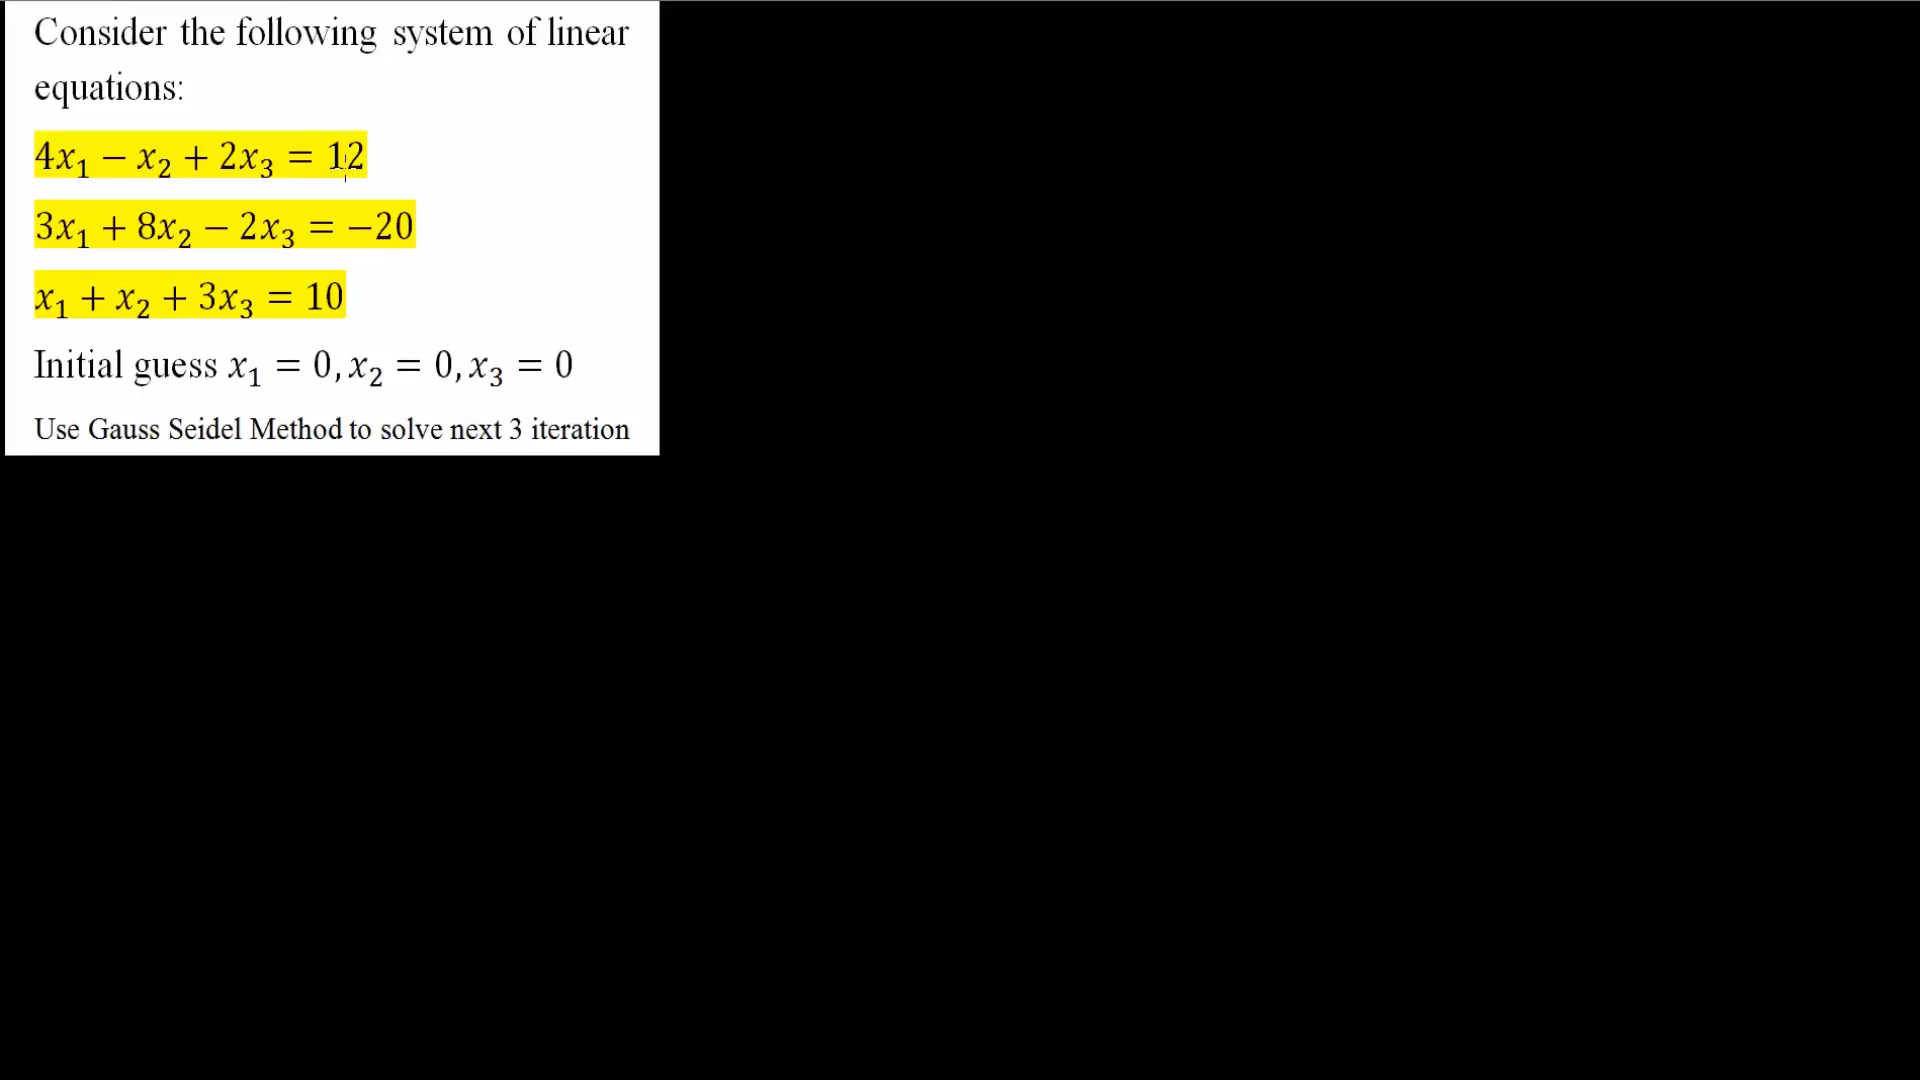 Consider the following system of linear
equations:
4x₁ − x₂ + 2x₃ = 12
3x₁ + 8x₂ − 2x₃ = −20
x₁ + x₂ + 3x₃ = 10
Initial guess x₁ = 0, x₂ = 0, x₃ = 0
Use Gauss Seidel Method to solve next 3 iteration